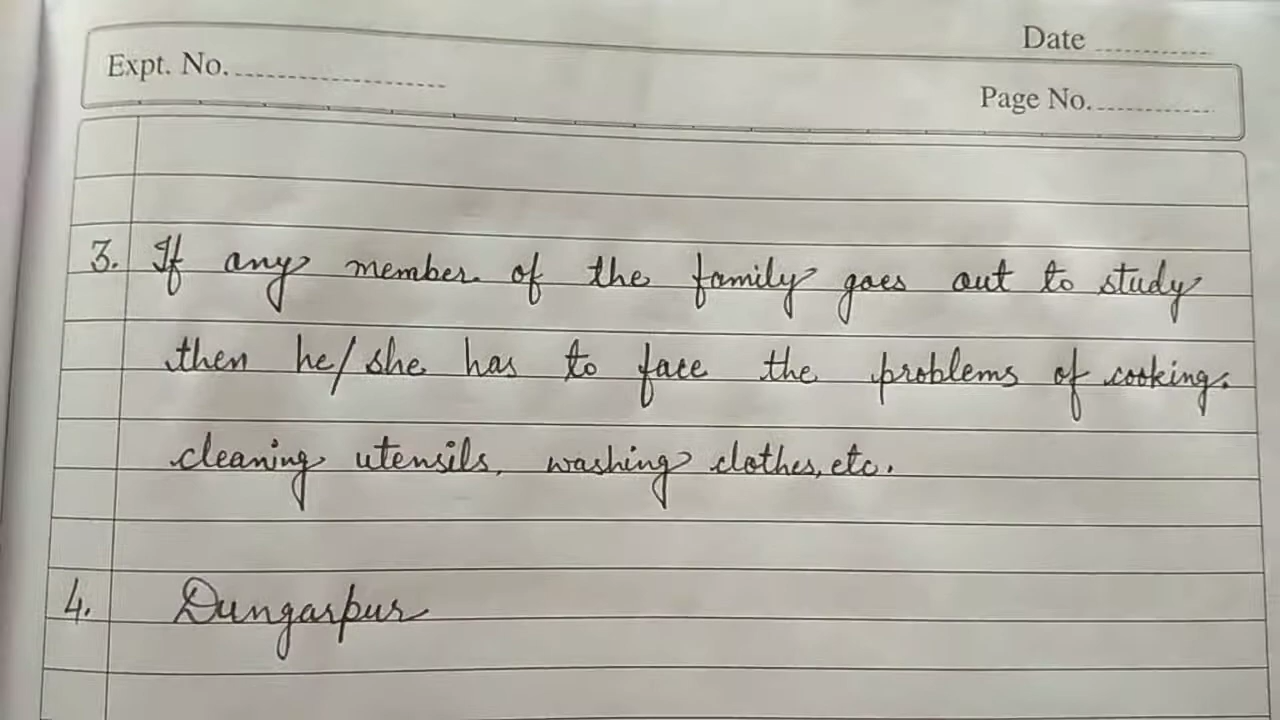 Date ............
Expt. No. ........................
Page No. ............
3. If any member of the family goes out to study
then he/she has to face the problems of cooking,
cleaning utensils, washing clothes, etc.
4. Dungarpur